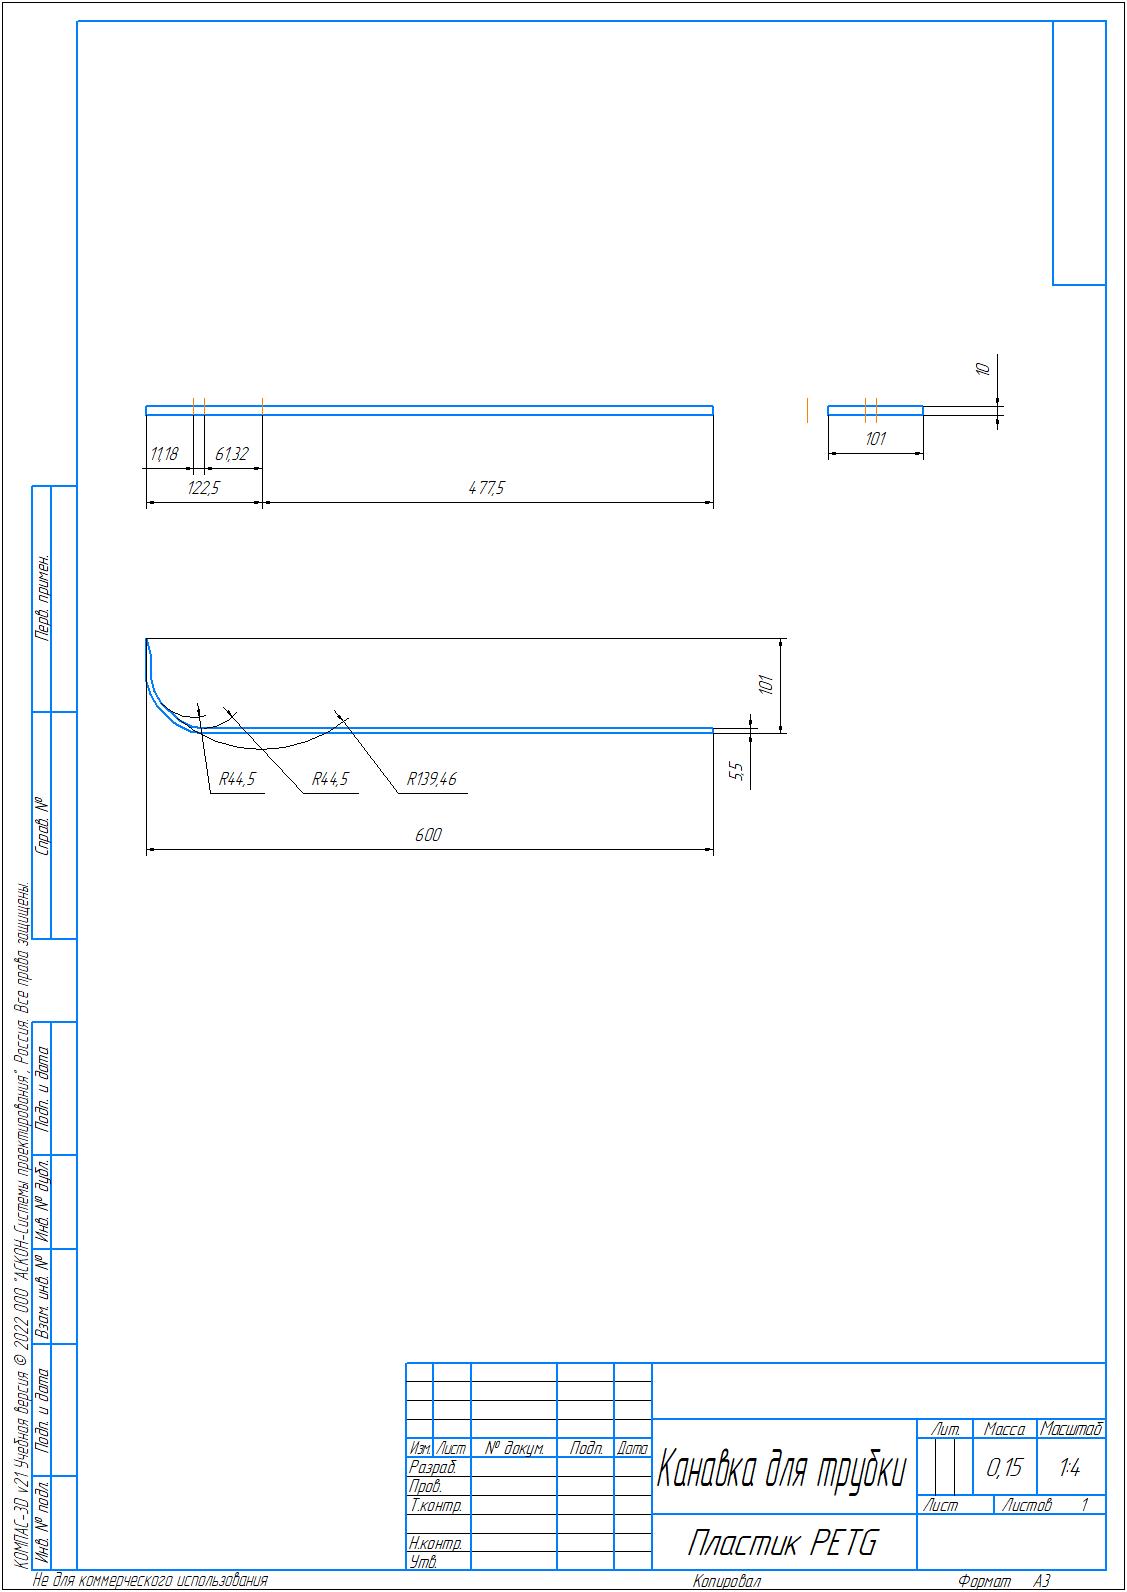 10
101
11,18
61,32
122,5
477,5
101
5,5
R44,5
R44,5
R139,46
600
Перв. примен.
Справ. №
Подп. и дата
Инв. № дубл.
Взам. инв. №
Подп. и дата
Инв. № подл.
КОМПАС-3D v21 Учебная версия © 2022 ООО "АСКОН-Системы проектирования", Россия. Все права защищены.
Изм. Лист № докум. Подп. Дата
Разраб.
Пров.
Т.контр.
Н.контр.
Утв.
Канавка для трубки
Пластик PETG
Лит. Масса Масштаб
0,15 1:4
Лист Листов 1
Не для коммерческого использования
Копировал
Формат А3